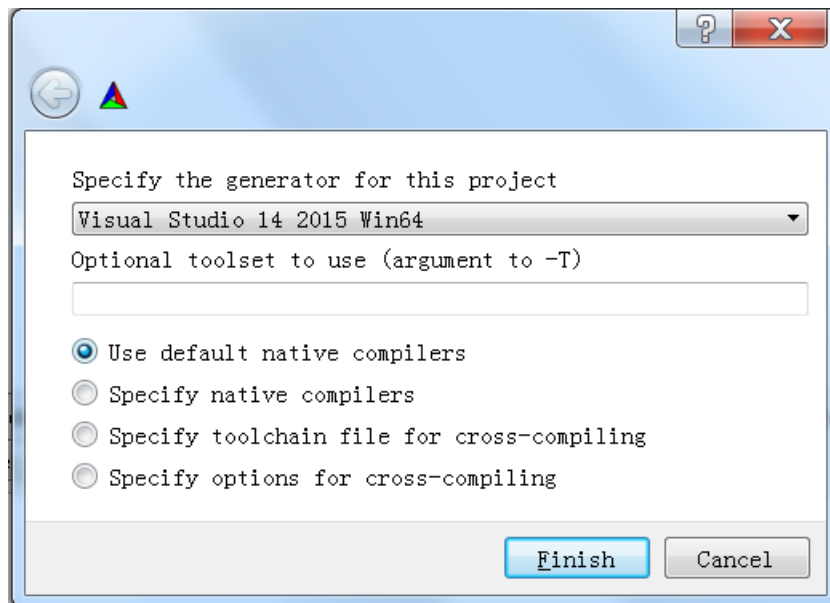 Specify the generator for this project
Visual Studio 14 2015 Win64
Optional toolset to use (argument to -T)
Use default native compilers
Specify native compilers
Specify toolchain file for cross-compiling
Specify options for cross-compiling
Finish
Cancel